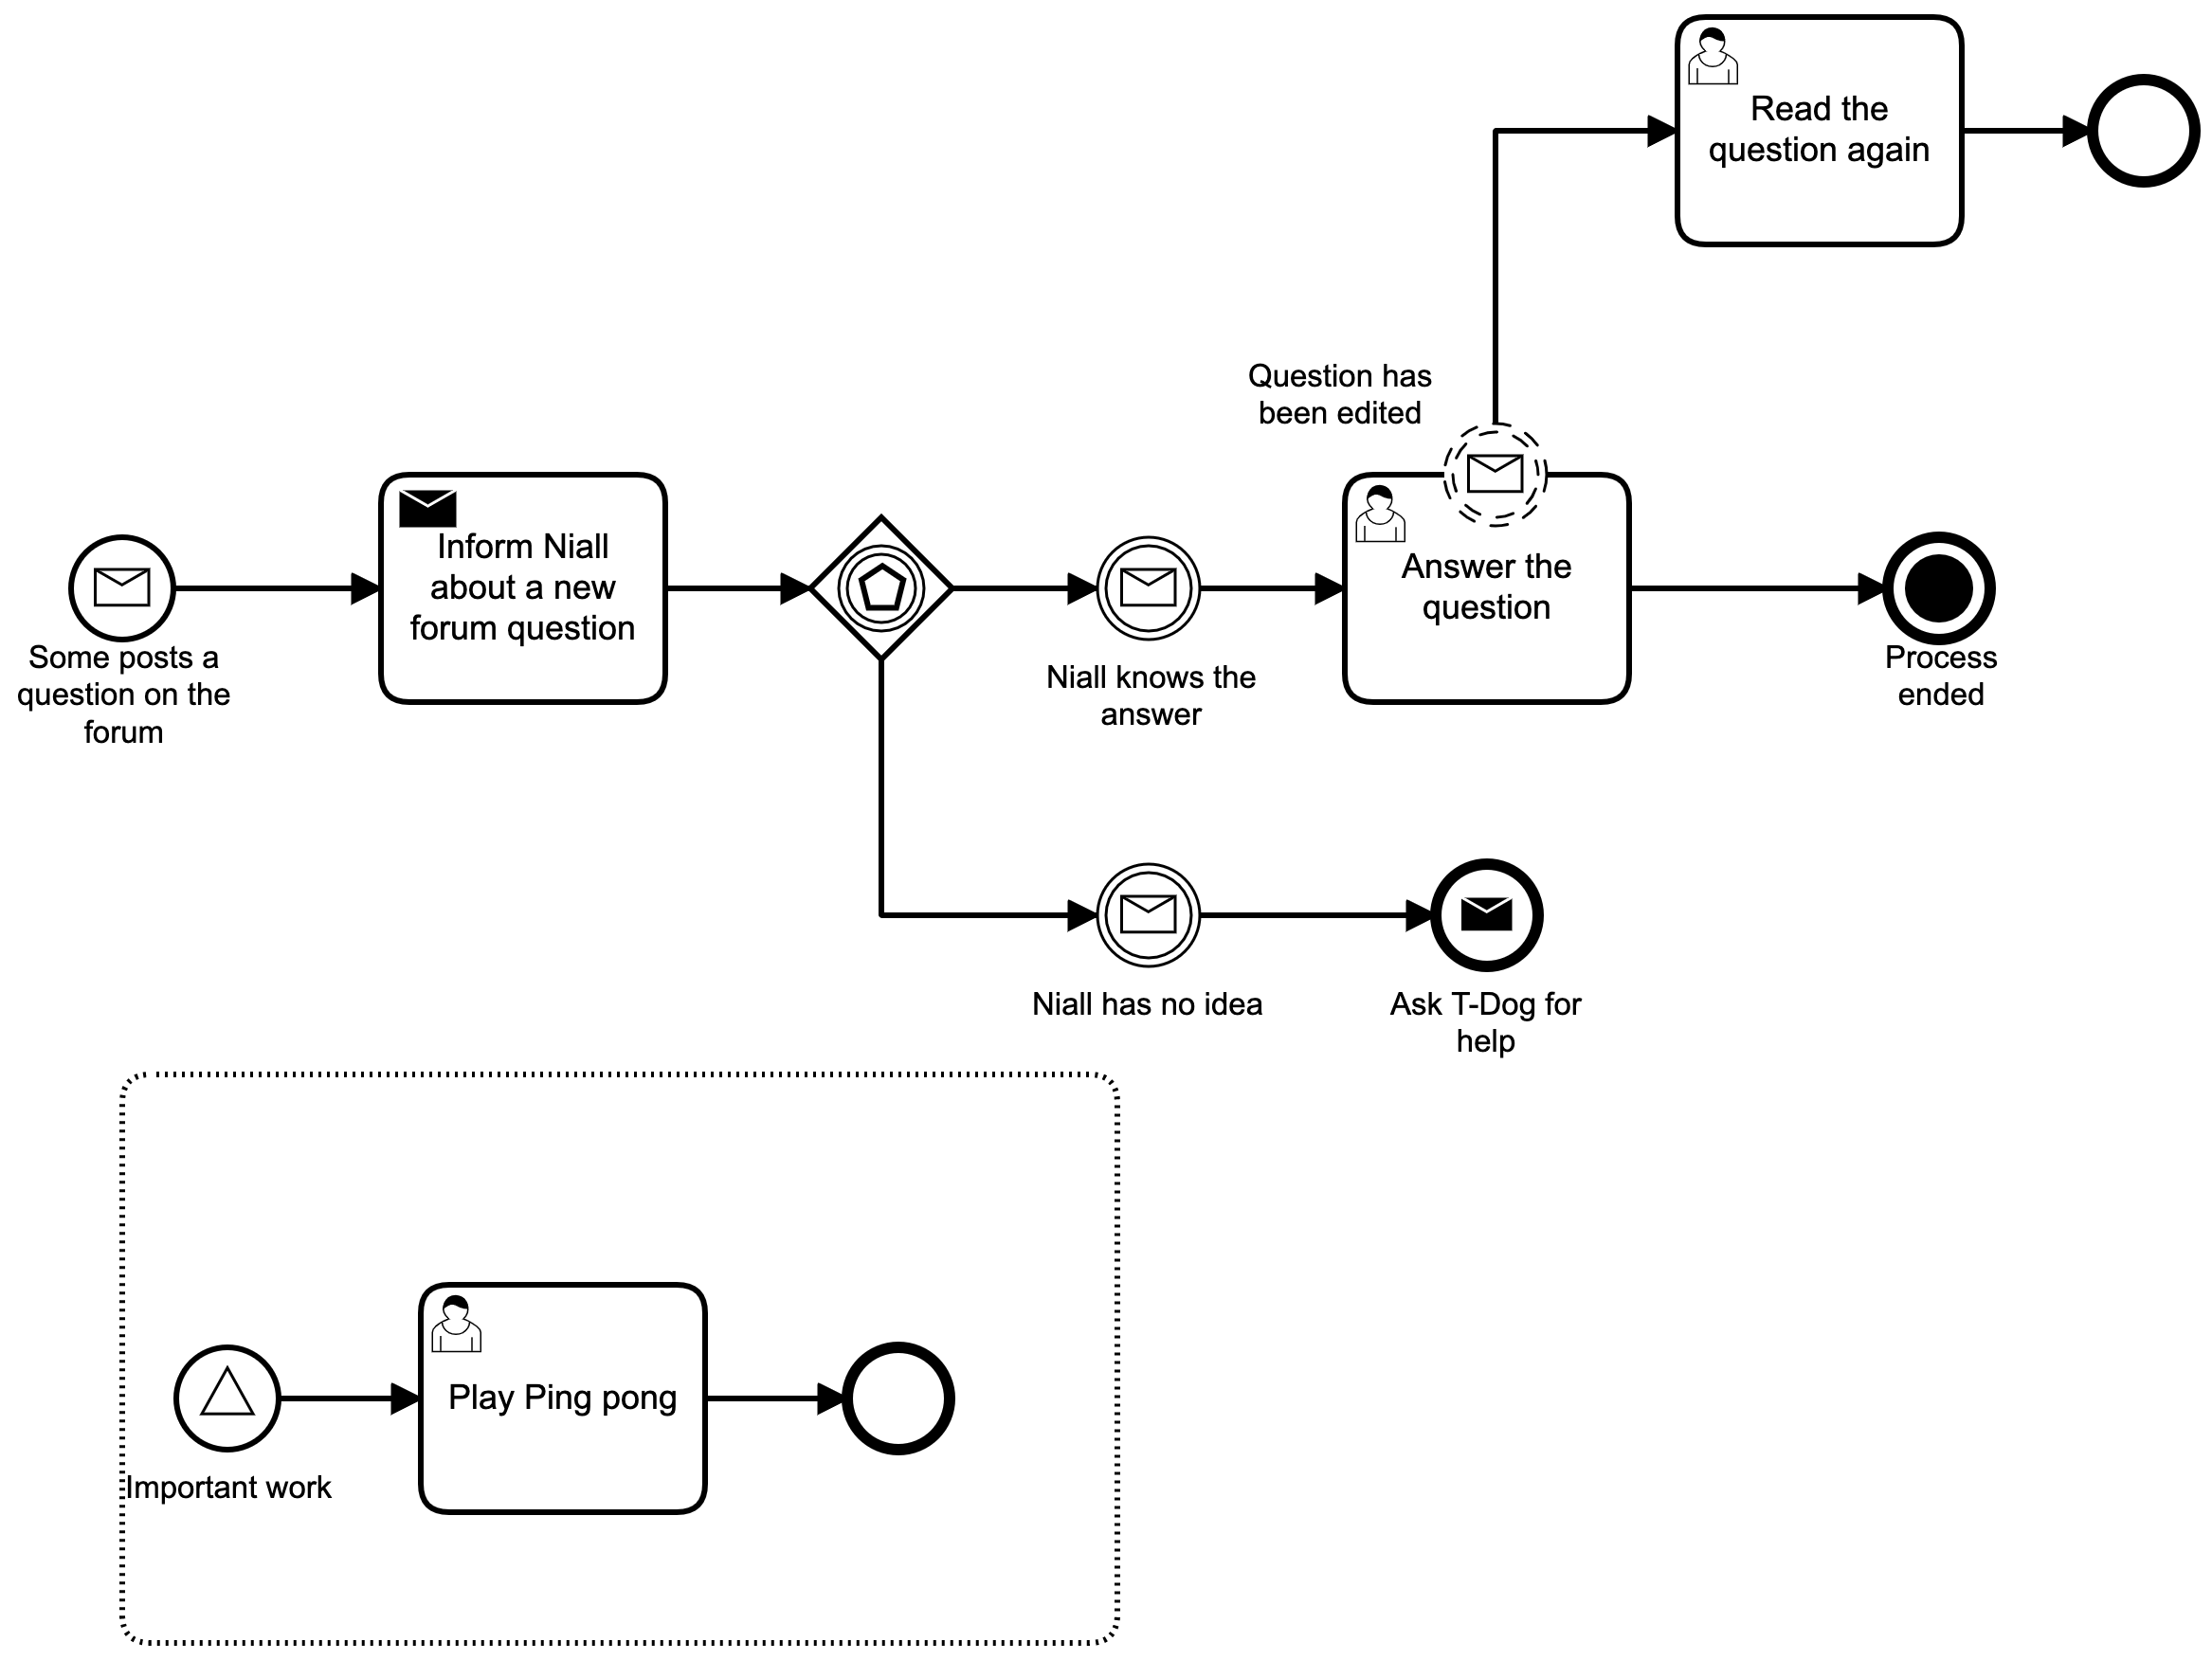 Read the
question again
Question has
been edited
Inform Niall
about a new
forum question
Some posts a
question on the
forum
Niall knows the
answer
Answer the
question
Process
ended
Niall has no idea
Ask T-Dog for
help
Important work
Play Ping pong